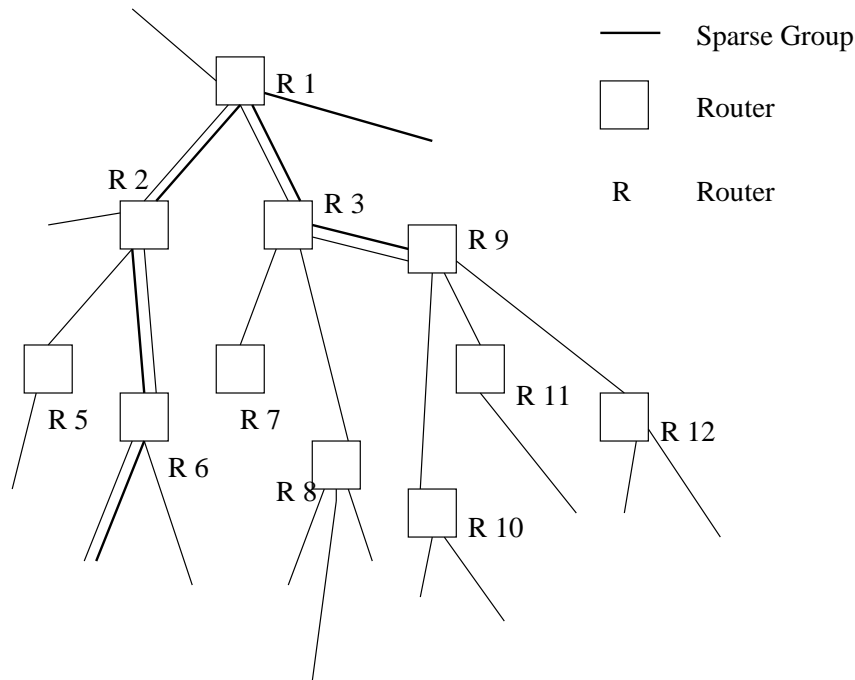 Sparse Group
R 1
Router
R 2
R Router
R 3
R 9
R 11
R 5
R 7
R 12
R 6
R 8
R 10